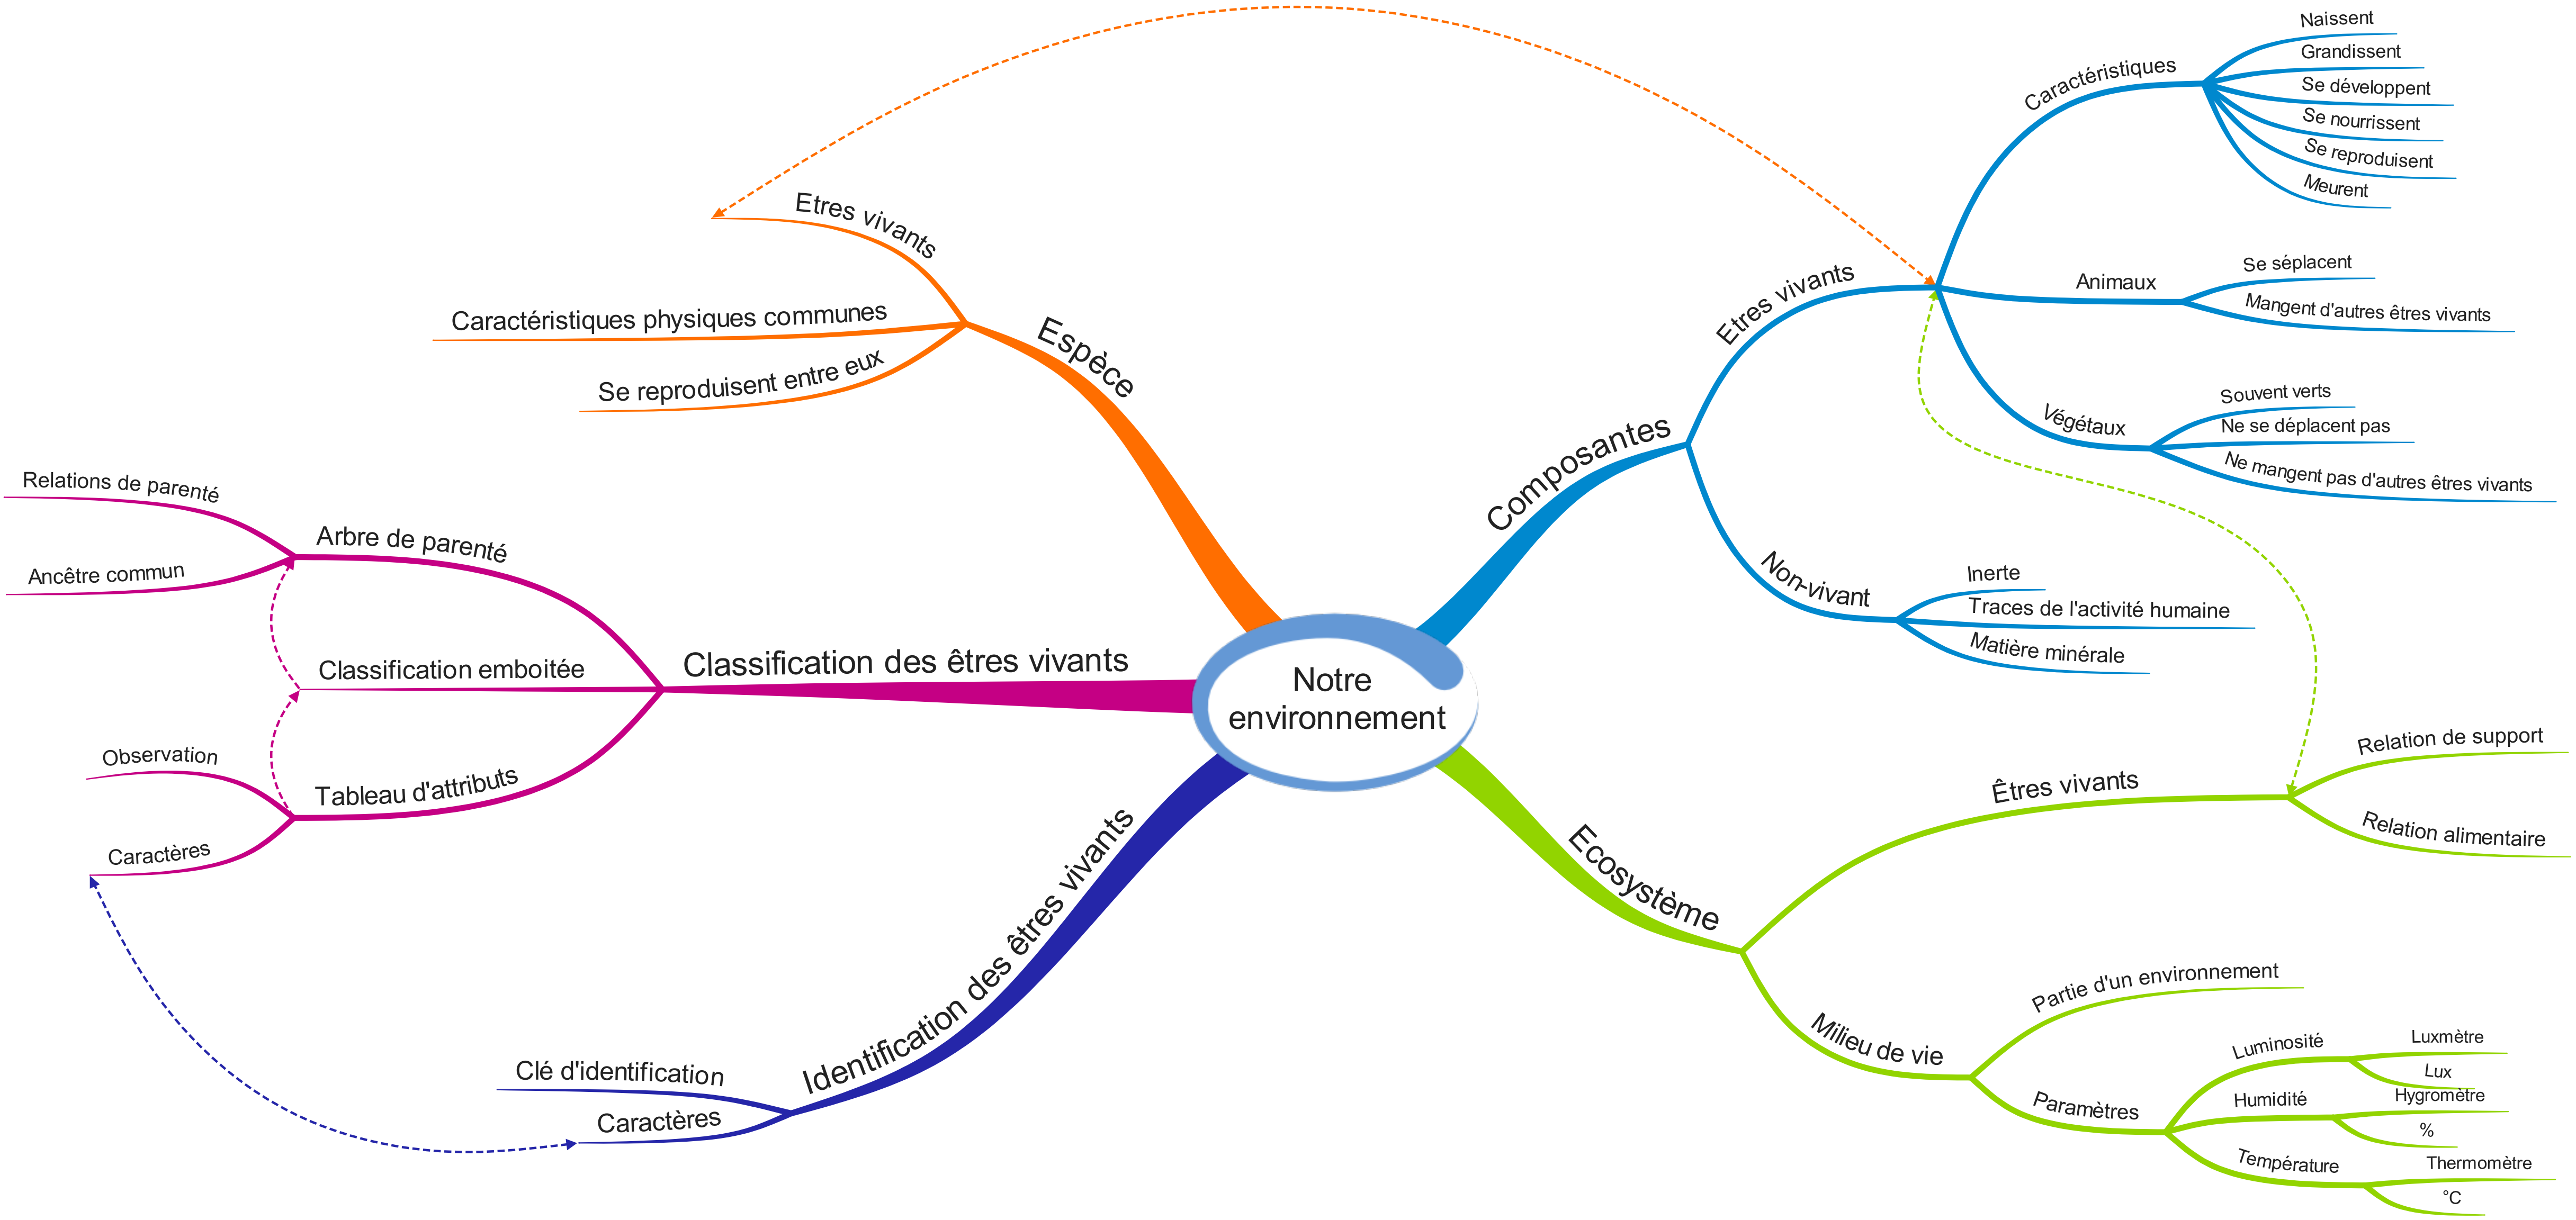 Notre
environnement
Composantes
Etres vivants
Caractéristiques
Naissent
Grandissent
Se développent
Se nourrissent
Se reproduisent
Meurent
Animaux
Se séplacent
Mangent d'autres êtres vivants
Végétaux
Souvent verts
Ne se déplacent pas
Ne mangent pas d'autres êtres vivants
Non-vivant
Inerte
Traces de l'activité humaine
Matière minérale
Ecosystème
Êtres vivants
Relation de support
Relation alimentaire
Milieu de vie
Partie d'un environnement
Paramètres
Luminosité
Luxmètre
Lux
Humidité
Hygromètre
%
Température
Thermomètre
°C
Espèce
Etres vivants
Caractéristiques physiques communes
Se reproduisent entre eux
Classification des êtres vivants
Arbre de parenté
Relations de parenté
Ancêtre commun
Classification emboitée
Tableau d'attributs
Observation
Caractères
Identification des êtres vivants
Clé d'identification
Caractères